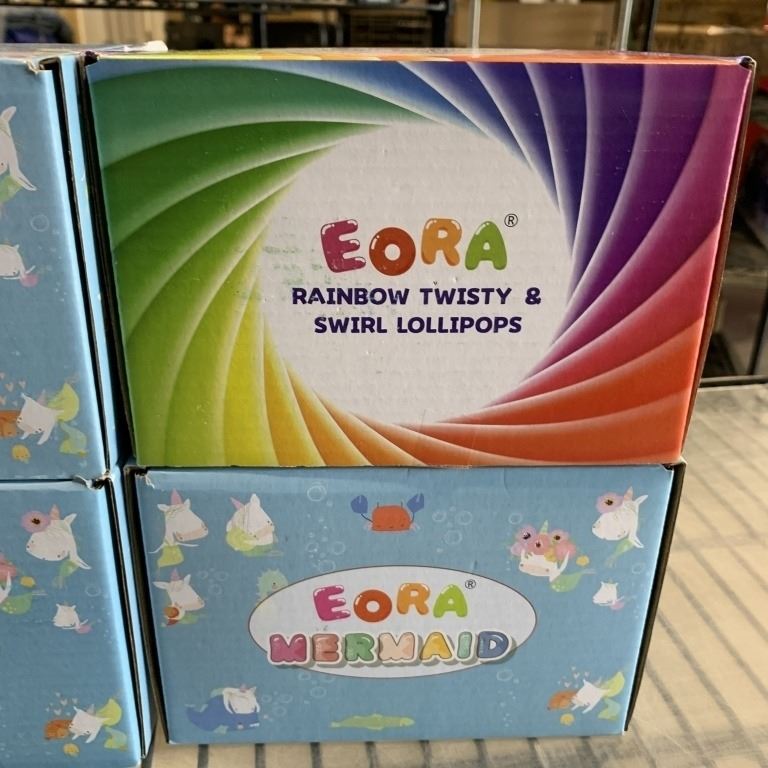 EORA®
RAINBOW TWISTY &
SWIRL LOLLIPOPS
EORA®
MERMAID